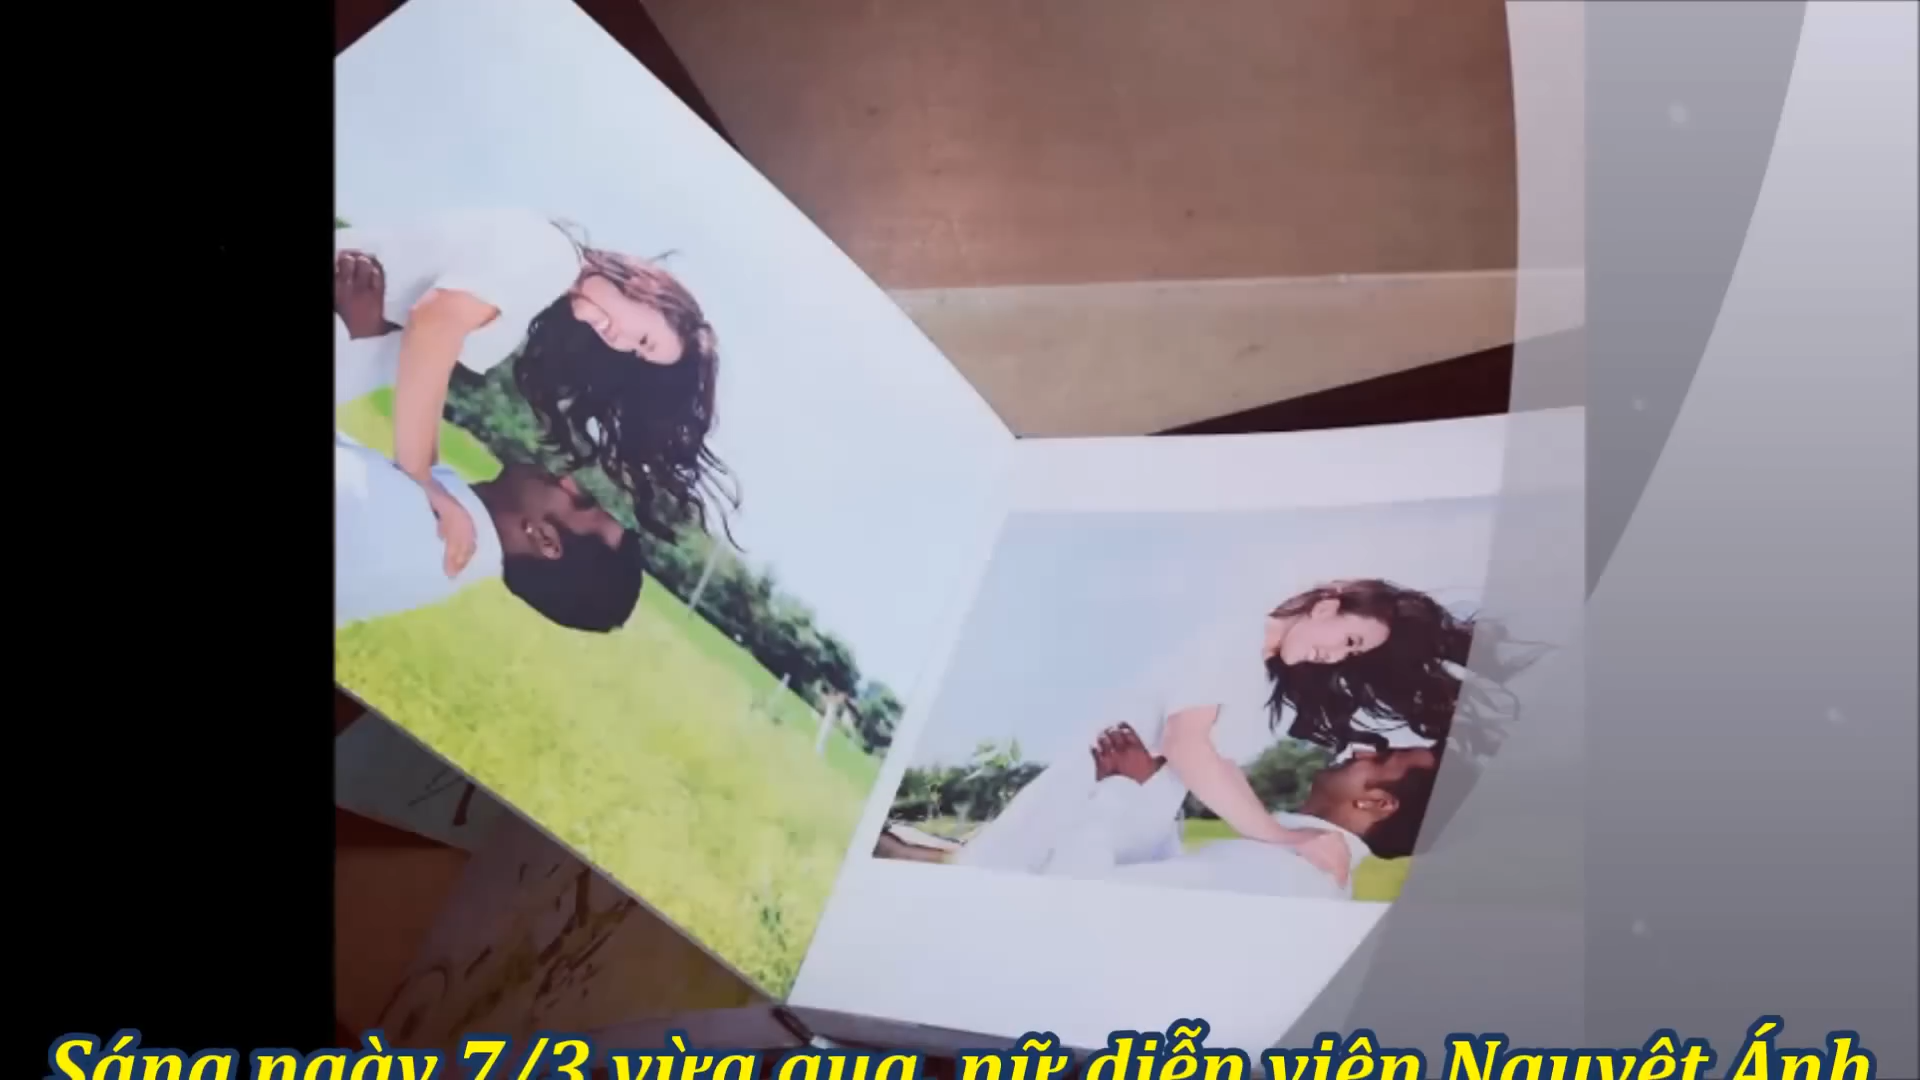 Sáng ngày 7/3 vừa qua, nữ diễn viên Nguyệt Ánh